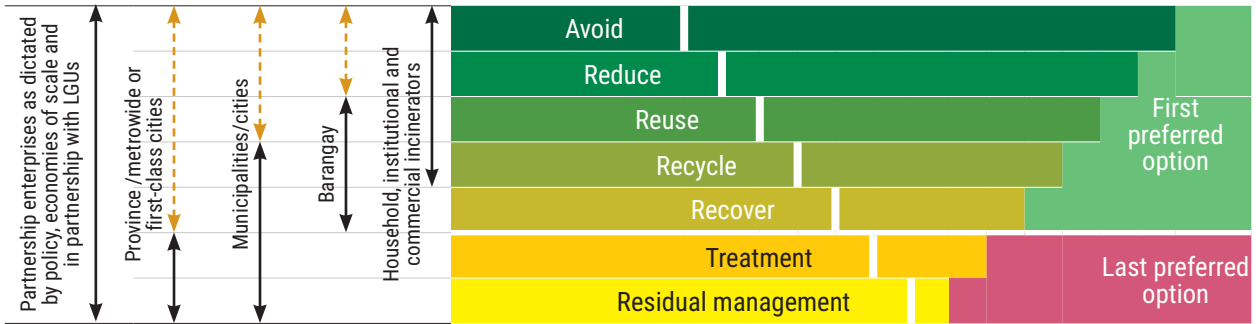 Partnership enterprises as dictated
by policy, economies of scale and
in partnership with LGUs
Province /metrowide or
first-class cities
Municipalities/cities
Barangay
Household, institutional and
commercial incinerators
Avoid
Reduce
Reuse
Recycle
Recover
Treatment
Residual management
First
preferred
option
Last preferred
option